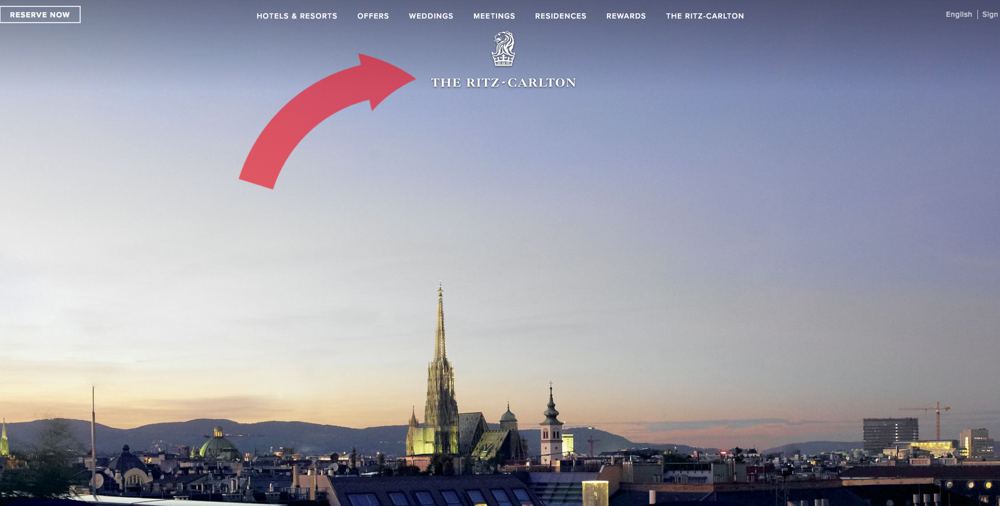 RESERVE NOW
HOTELS & RESORTS OFFERS WEDDINGS MEETINGS RESIDENCES REWARDS THE RITZ-CARLTON
English | Sign
THE RITZ-CARLTON